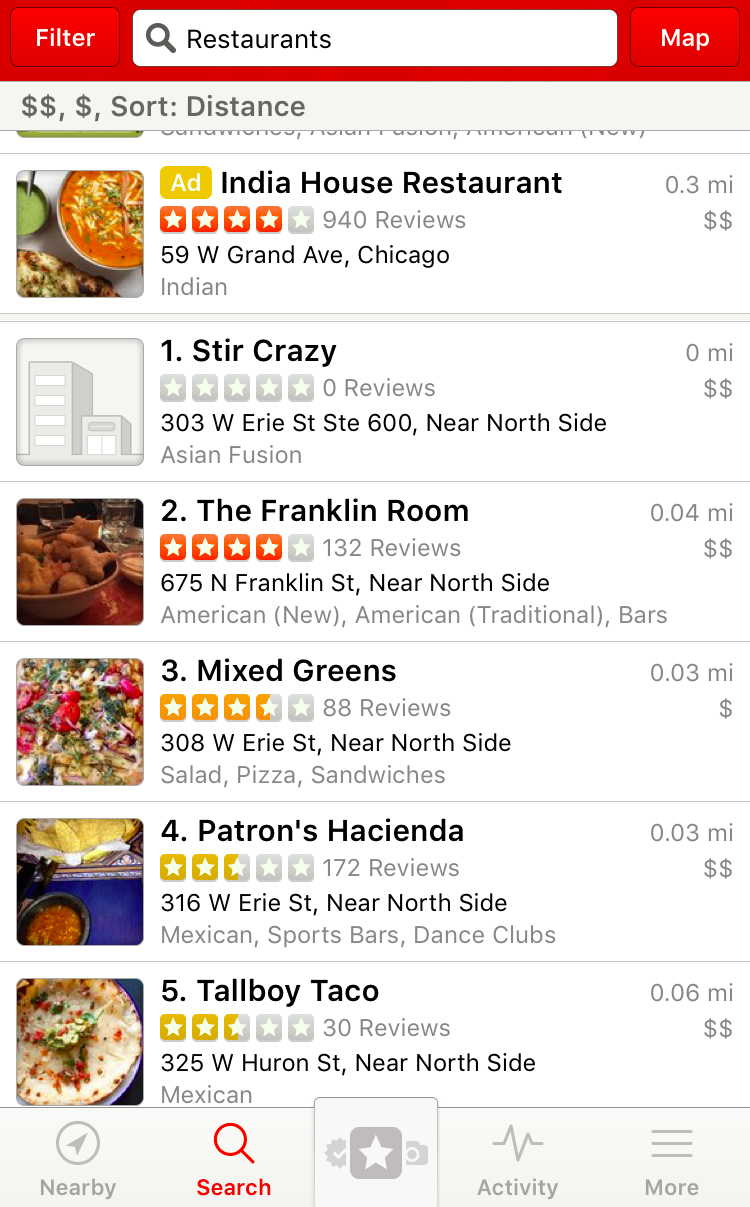 Filter
Restaurants
Map
$$, $, Sort: Distance
Sandwiches, Asian Fusion, American (New)
Ad India House Restaurant 0.3 mi
940 Reviews $$
59 W Grand Ave, Chicago
Indian
1. Stir Crazy 0 mi
0 Reviews $$
303 W Erie St Ste 600, Near North Side
Asian Fusion
2. The Franklin Room 0.04 mi
132 Reviews $$
675 N Franklin St, Near North Side
American (New), American (Traditional), Bars
3. Mixed Greens 0.03 mi
88 Reviews $
308 W Erie St, Near North Side
Salad, Pizza, Sandwiches
4. Patron's Hacienda 0.03 mi
172 Reviews $$
316 W Erie St, Near North Side
Mexican, Sports Bars, Dance Clubs
5. Tallboy Taco 0.06 mi
30 Reviews $$
325 W Huron St, Near North Side
Mexican
Nearby
Search
Activity
More